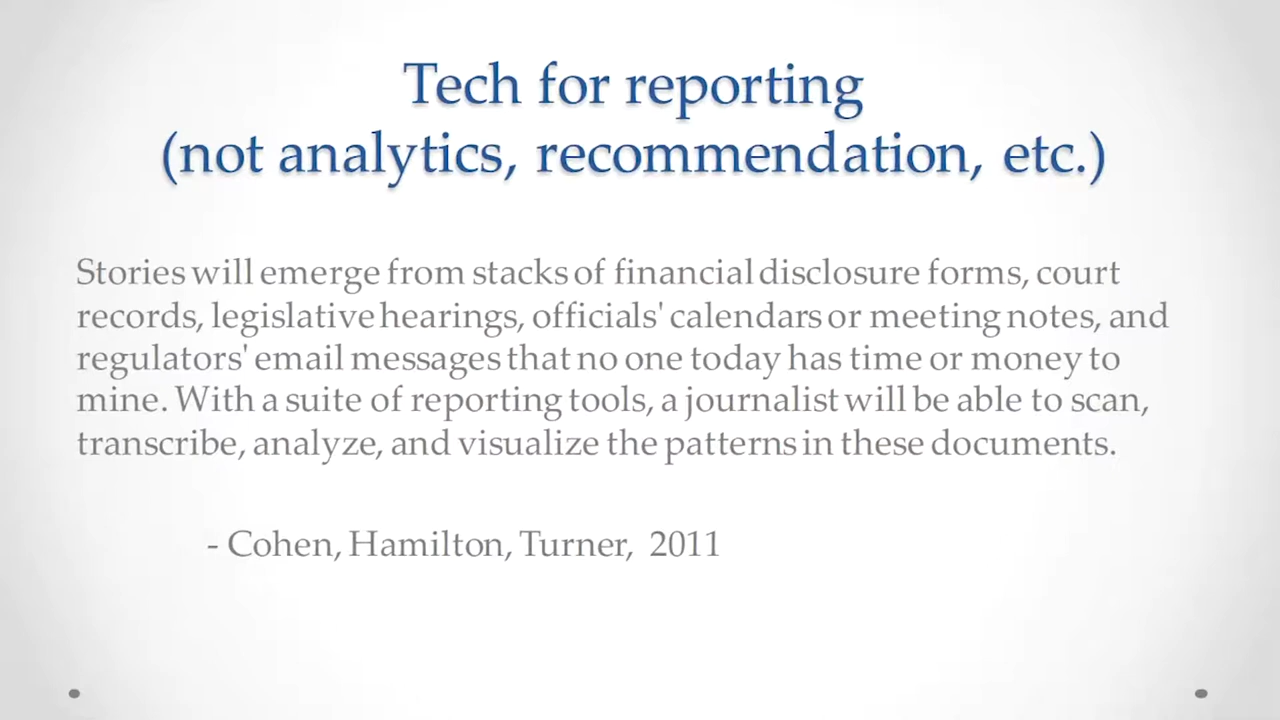 Tech for reporting
(not analytics, recommendation, etc.)
Stories will emerge from stacks of financial disclosure forms, court
records, legislative hearings, officials' calendars or meeting notes, and
regulators' email messages that no one today has time or money to
mine. With a suite of reporting tools, a journalist will be able to scan,
transcribe, analyze, and visualize the patterns in these documents.
- Cohen, Hamilton, Turner, 2011